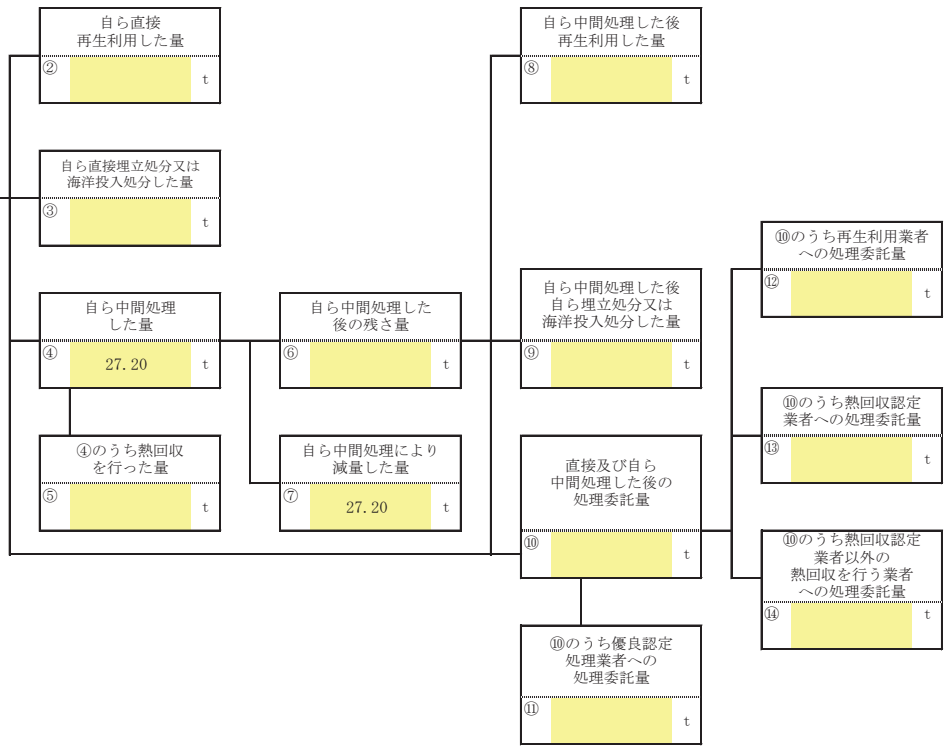 自ら直接
再生利用した量
②
t
自ら直接埋立処分又は
海洋投入処分した量
③
t
自ら中間処理
した量
④
27.20
t
④のうち熱回収
を行った量
⑤
t
自ら中間処理した
後の残さ量
⑥
t
自ら中間処理により
減量した量
⑦
27.20
t
自ら中間処理した後
再生利用した量
⑧
t
自ら中間処理した後
自ら埋立処分又は
海洋投入処分した量
⑨
t
直接及び自ら
中間処理した後の
処理委託量
⑩
t
⑩のうち優良認定
処理業者への
処理委託量
⑪
t
⑩のうち再生利用業者
への処理委託量
⑫
t
⑩のうち熱回収認定
業者への処理委託量
⑬
t
⑩のうち熱回収認定
業者以外の
熱回収を行う業者
への処理委託量
⑭
t